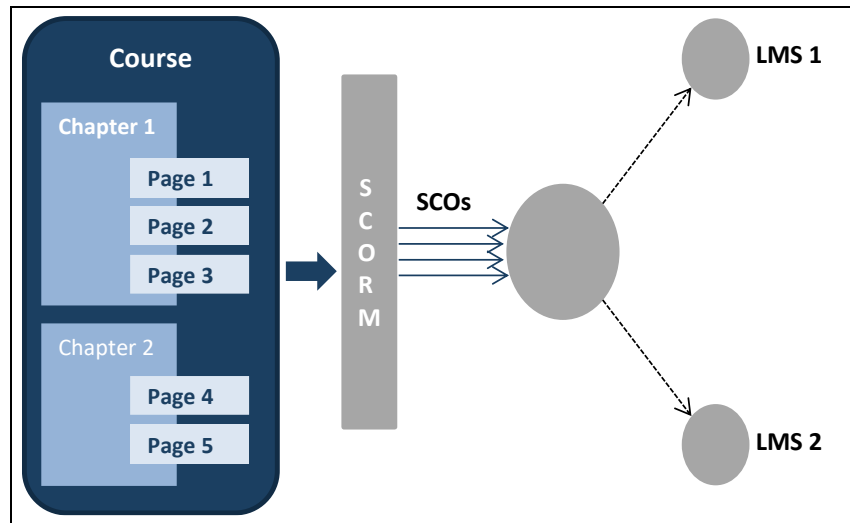 Course
Chapter 1
Page 1
Page 2
Page 3
Chapter 2
Page 4
Page 5
SCORM
SCOs
LMS 1
LMS 2